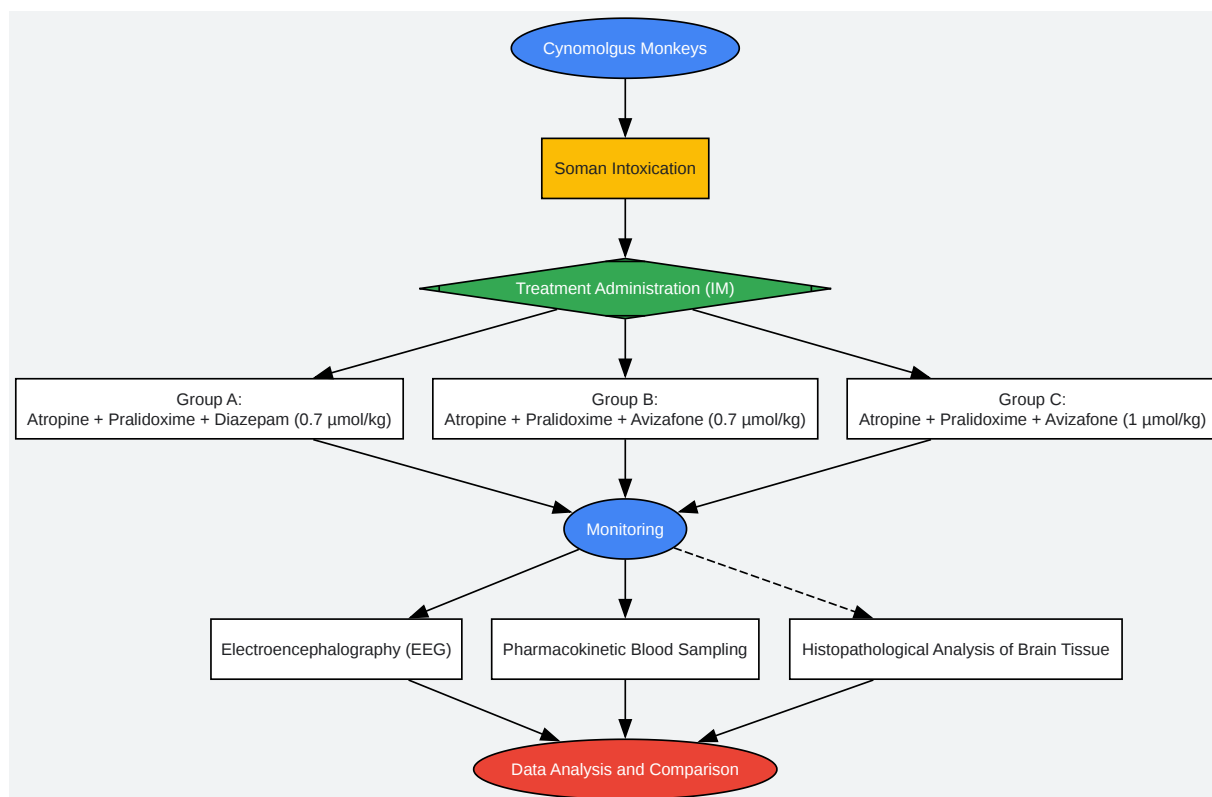 Cynomolgus Monkeys
Soman Intoxication
Treatment Administration (IM)
Group A:
Atropine + Pralidoxime + Diazepam (0.7 µmol/kg)
Group B:
Atropine + Pralidoxime + Avizafone (0.7 µmol/kg)
Group C:
Atropine + Pralidoxime + Avizafone (1 µmol/kg)
Monitoring
Electroencephalography (EEG)
Pharmacokinetic Blood Sampling
Histopathological Analysis of Brain Tissue
Data Analysis and Comparison